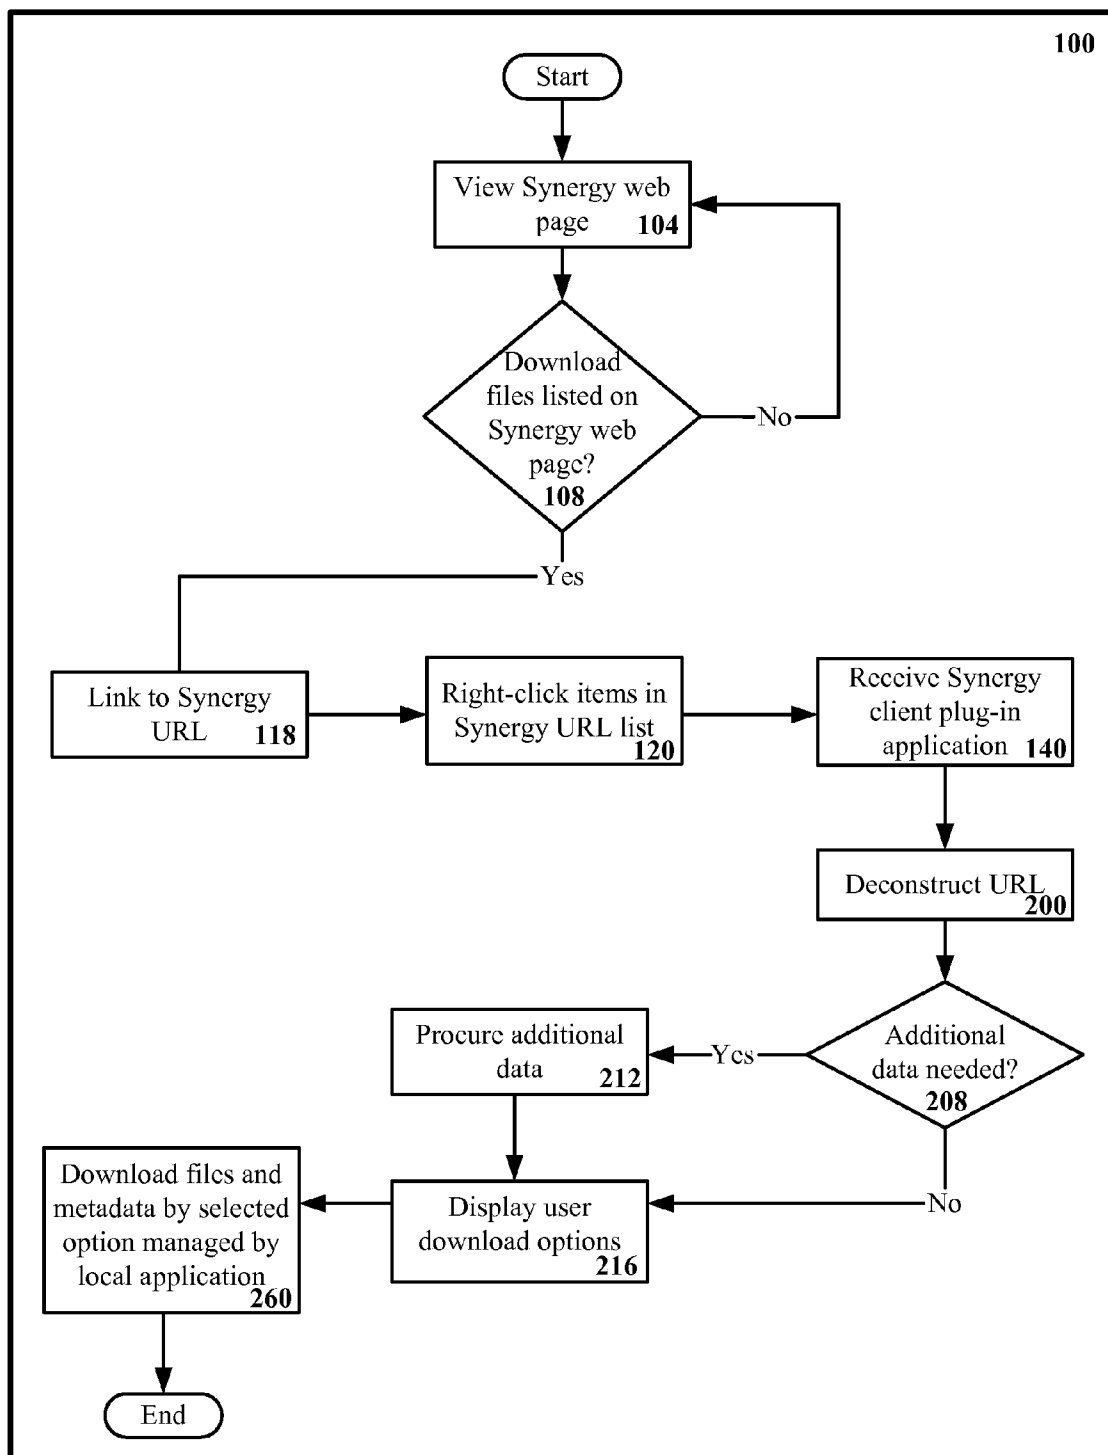 100
Start
View Synergy web
page
104
Download
files listed on
Synergy web
page?
108
No
Yes
Link to Synergy
URL
118
Right-click items in
Synergy URL list
120
Receive Synergy
client plug-in
application
140
Deconstruct URL
200
Additional
data needed?
208
Yes
No
Procure additional
data
212
Display user
download options
216
Download files and
metadata by selected
option managed by
local application
260
End